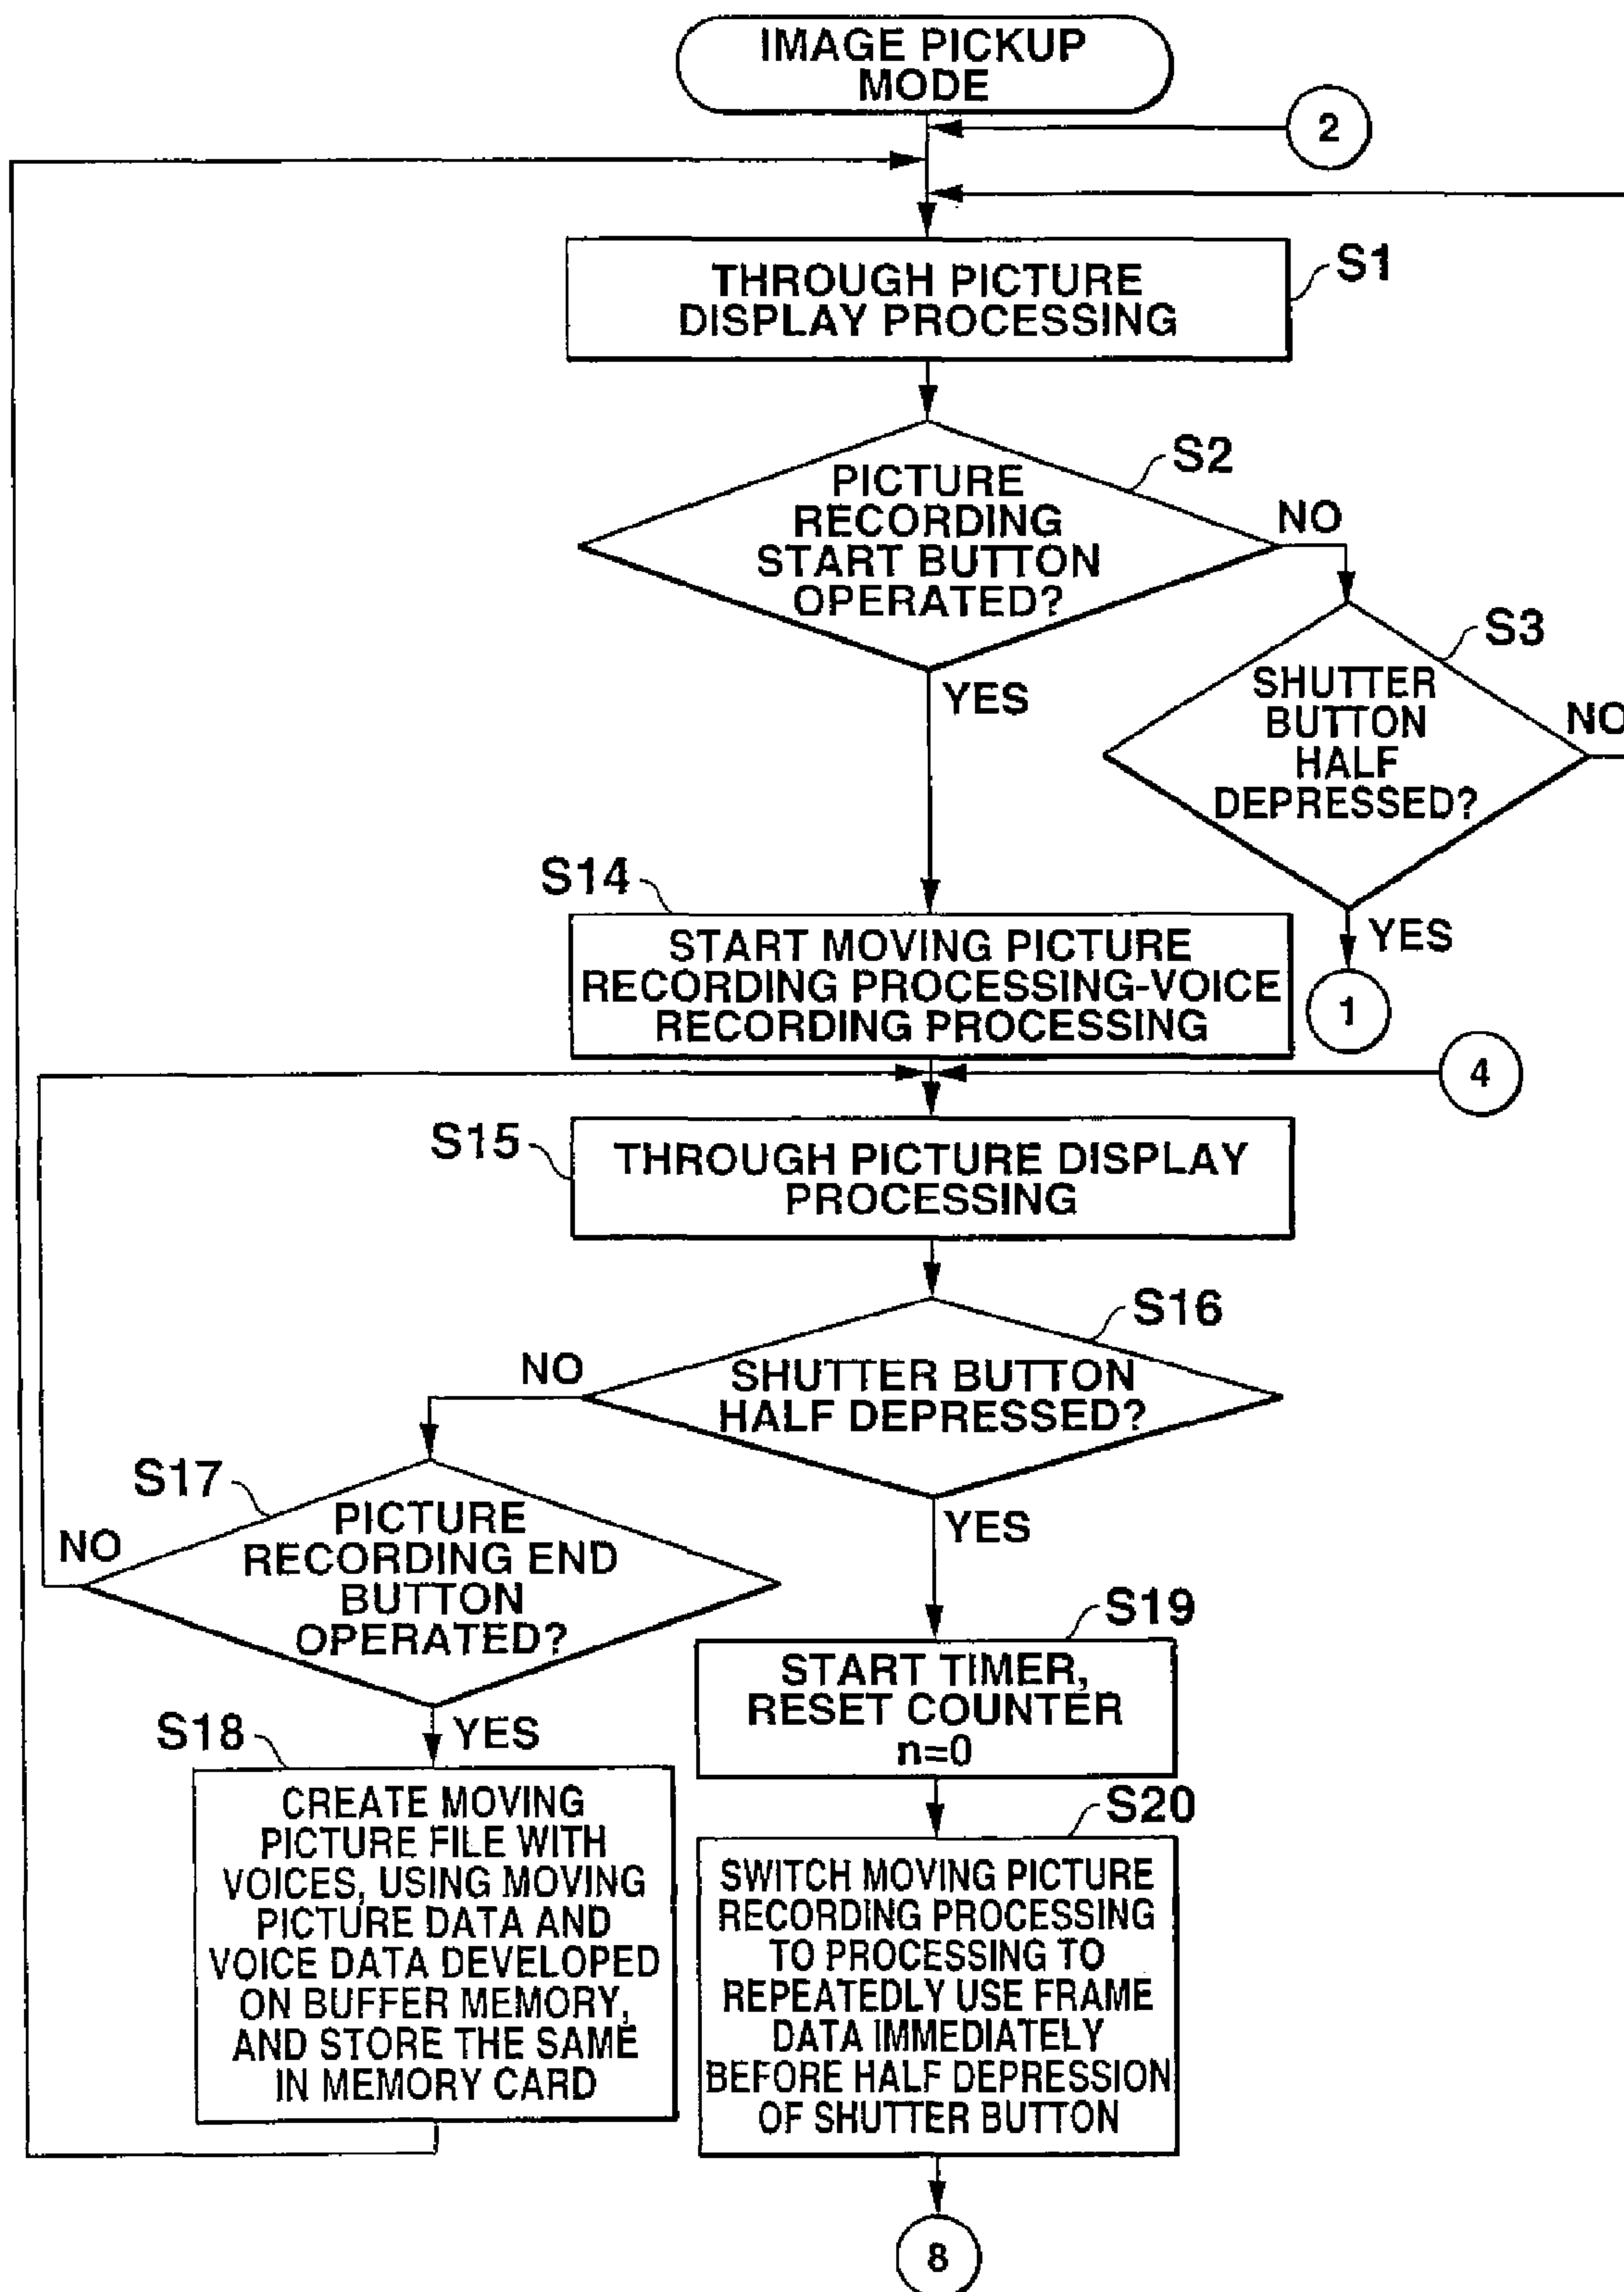 IMAGE PICKUP
MODE
2
THROUGH PICTURE
DISPLAY PROCESSING
S1
PICTURE
RECORDING
START BUTTON
OPERATED?
S2
NO
YES
SHUTTER
BUTTON
HALF
DEPRESSED?
S3
NO
YES
1
S14
START MOVING PICTURE
RECORDING PROCESSING-VOICE
RECORDING PROCESSING
4
S15
THROUGH PICTURE DISPLAY
PROCESSING
S16
SHUTTER BUTTON
HALF DEPRESSED?
NO
YES
S17
PICTURE
RECORDING END
BUTTON
OPERATED?
NO
YES
S18
CREATE MOVING
PICTURE FILE WITH
VOICES, USING MOVING
PICTURE DATA AND
VOICE DATA DEVELOPED
ON BUFFER MEMORY,
AND STORE THE SAME
IN MEMORY CARD
S19
START TIMER,
RESET COUNTER
n=0
S20
SWITCH MOVING PICTURE
RECORDING PROCESSING
TO PROCESSING TO
REPEATEDLY USE FRAME
DATA IMMEDIATELY
BEFORE HALF DEPRESSION
OF SHUTTER BUTTON
8